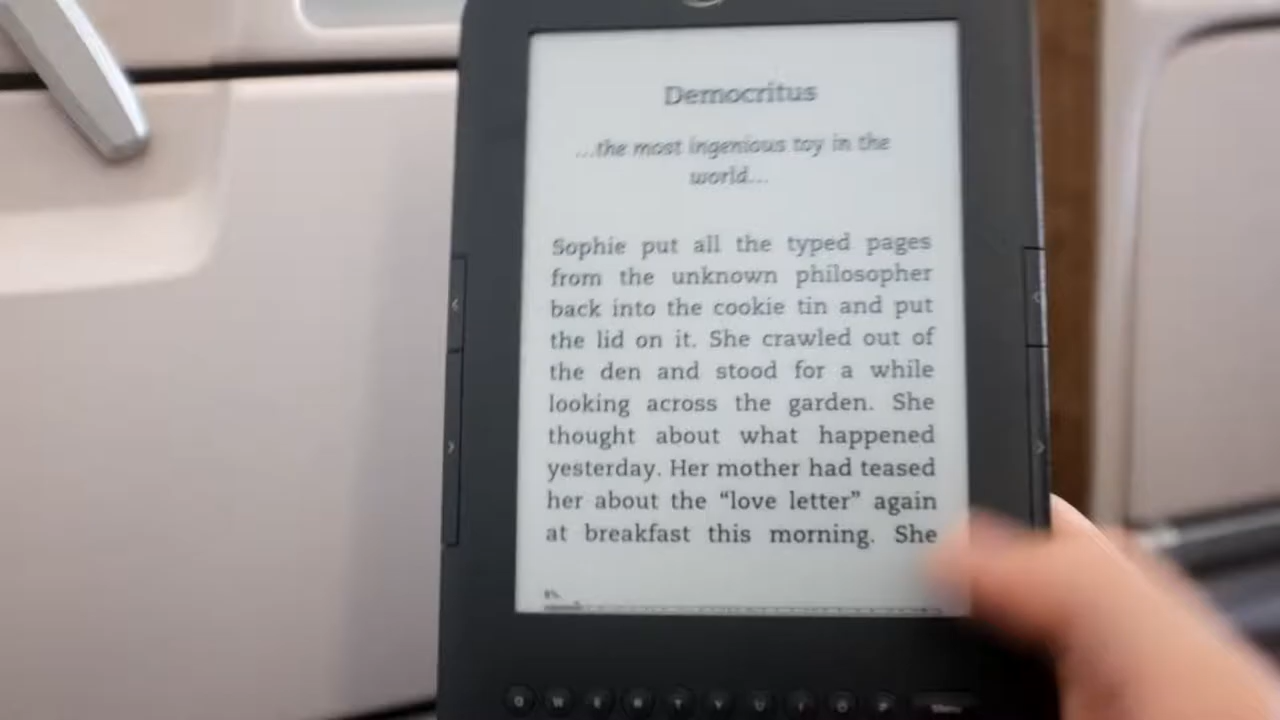 Democritus
...the most ingenious toy in the
world...
Sophie put all the typed pages
from the unknown philosopher
back into the cookie tin and put
the lid on it. She crawled out of
the den and stood for a while
looking across the garden. She
thought about what happened
yesterday. Her mother had teased
her about the “love letter” again
at breakfast this morning. She
Q W E R T Y U I O P